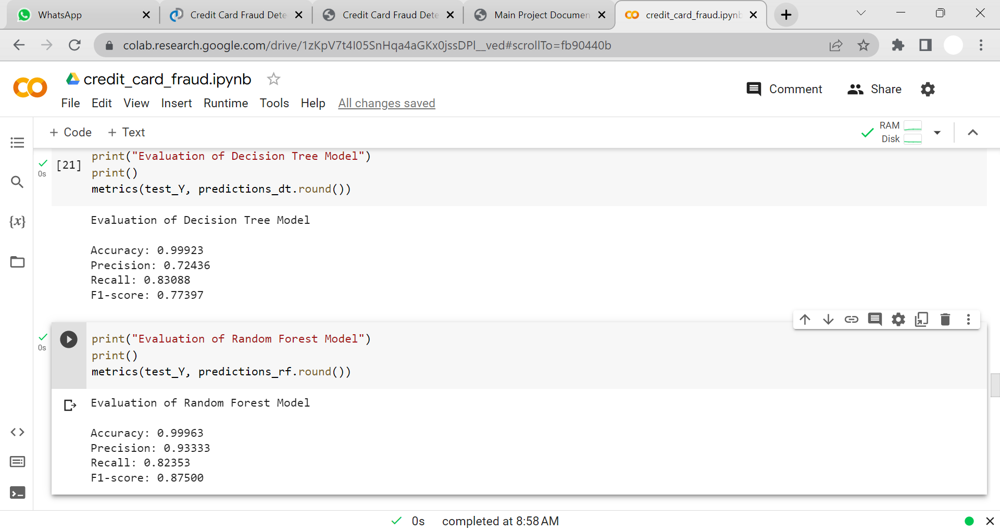 WhatsApp
Credit Card Fraud Dete
Credit Card Fraud Dete
Main Project Documen
credit_card_fraud.ipynb
colab.research.google.com/drive/1zKpV7t4I05SnHqa4aGKx0jssDPl__ved#scrollTo=fb90440b
credit_card_fraud.ipynb
Comment
Share
File Edit View Insert Runtime Tools Help All changes saved
+ Code + Text
RAM
Disk
[21]
0s
print("Evaluation of Decision Tree Model")
print()
metrics(test_Y, predictions_dt.round())
Evaluation of Decision Tree Model
Accuracy: 0.99923
Precision: 0.72436
Recall: 0.83088
F1-score: 0.77397
0s
print("Evaluation of Random Forest Model")
print()
metrics(test_Y, predictions_rf.round())
Evaluation of Random Forest Model
Accuracy: 0.99963
Precision: 0.93333
Recall: 0.82353
F1-score: 0.87500
0s completed at 8:58 AM